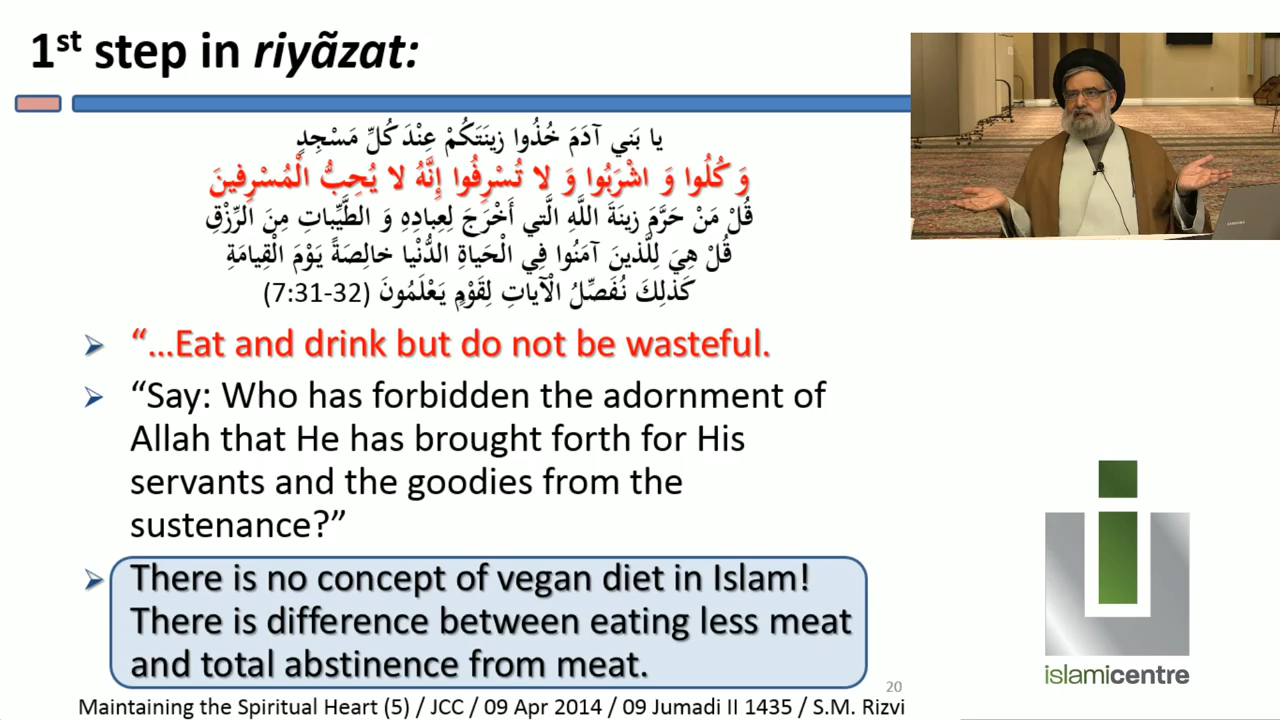 1st step in riyãzat:
يا بَني آدَمَ خُذُوا زينَتَكُمْ عِنْدَ كُلِّ مَسْجِدٍ
وَ كُلُوا وَ اشْرَبُوا وَ لا تُسْرِفُوا إِنَّهُ لا يُحِبُّ الْمُسْرِفينَ
قُلْ مَنْ حَرَّمَ زينَةَ اللَّهِ الَّتي أَخْرَجَ لِعِبادِهِ وَ الطَّيِّباتِ مِنَ الرِّزْقِ
قُلْ هِيَ لِلَّذينَ آمَنُوا فِي الْحَياةِ الدُّنْيا خالِصَةً يَوْمَ الْقِيامَةِ
كَذلِكَ نُفَصِّلُ الْآياتِ لِقَوْمٍ يَعْلَمُونَ (7:31-32)
“…Eat and drink but do not be wasteful.
“Say: Who has forbidden the adornment of
Allah that He has brought forth for His
servants and the goodies from the
sustenance?”
There is no concept of vegan diet in Islam!
There is difference between eating less meat
and total abstinence from meat.
20
Maintaining the Spiritual Heart (5) / JCC / 09 Apr 2014 / 09 Jumadi II 1435 / S.M. Rizvi
SAMSUNG
islamicentre